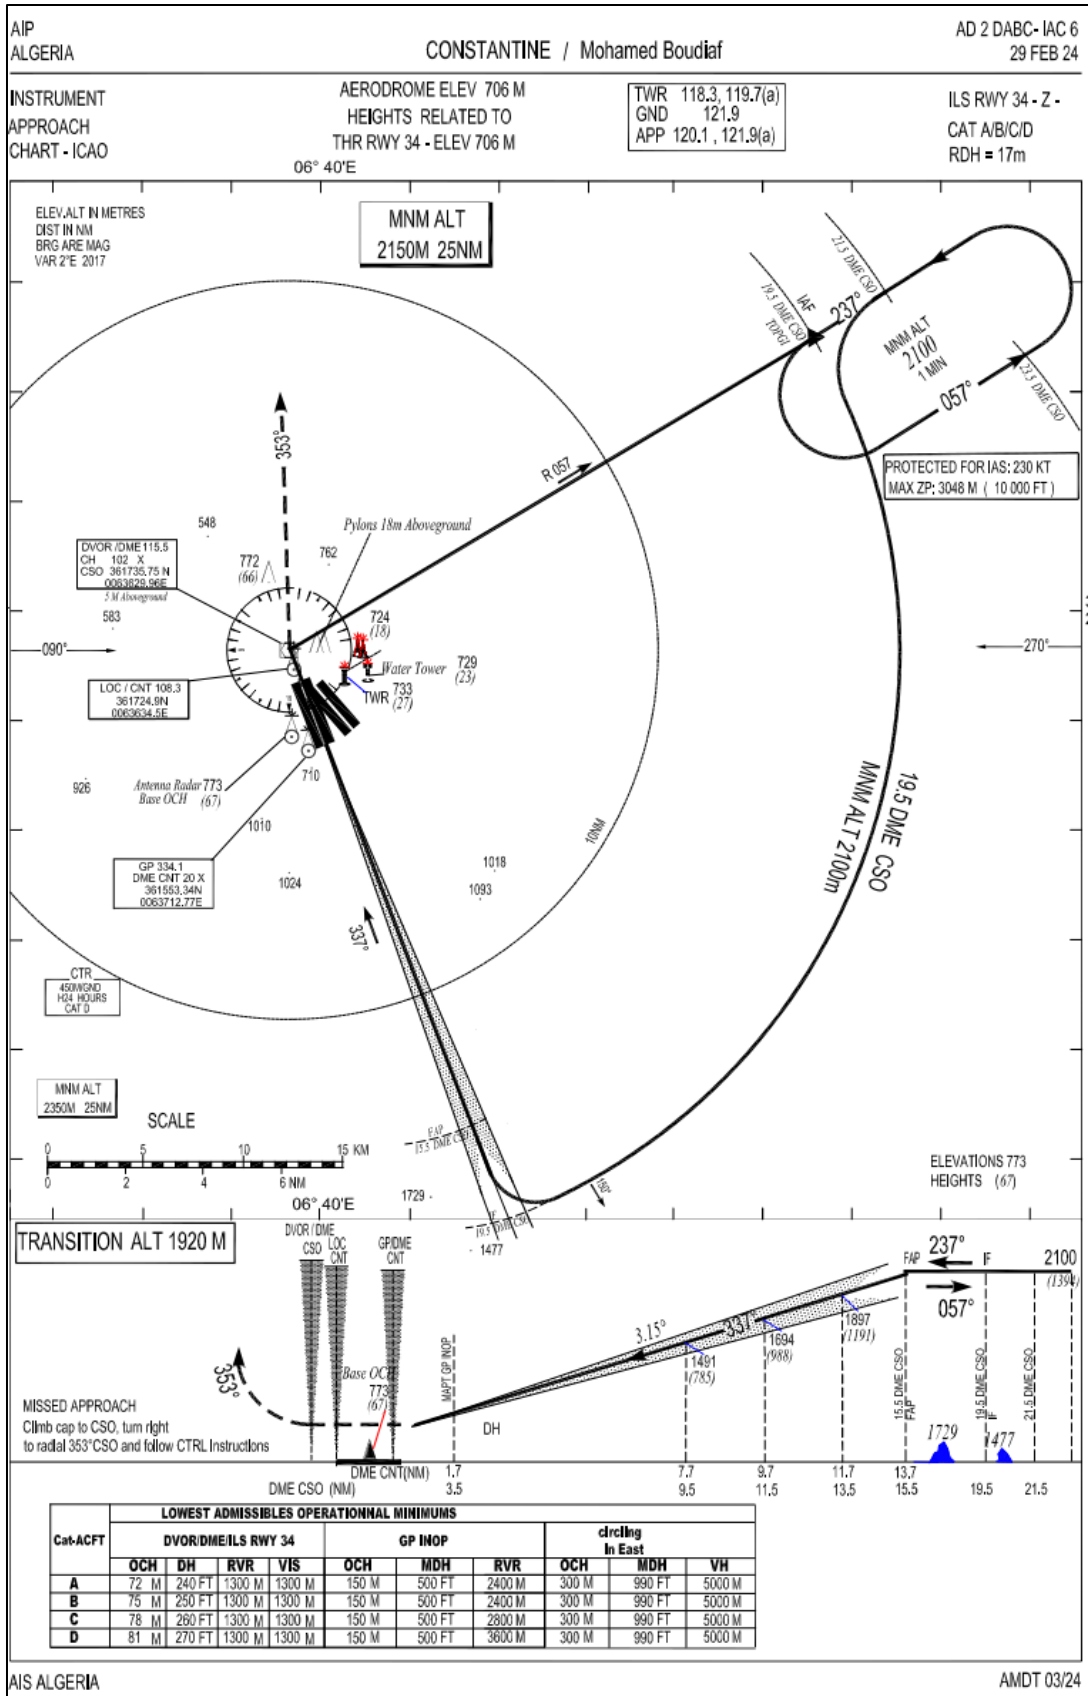 AIP
ALGERIA
CONSTANTINE / Mohamed Boudiaf
AD 2 DABC- IAC 6
29 FEB 24
INSTRUMENT
APPROACH
CHART - ICAO
AERODROME ELEV 706 M
HEIGHTS RELATED TO
THR RWY 34 - ELEV 706 M
TWR 118.3, 119.7(a)
GND 121.9
APP 120.1 , 121.9(a)
ILS RWY 34 - Z -
CAT A/B/C/D
RDH = 17m
06° 40'E
ELEV.ALT IN METRES
DIST IN NM
BRG ARE MAG
VAR 2°E 2017
MNM ALT
2150M 25NM
21.5 DME CSO
19.5 DME CSO
IAF
TOPGI
237°
MNM ALT
2100
1 MIN
057°
23.5 DME CSO
PROTECTED FOR IAS: 230 KT
MAX ZP: 3048 M ( 10 000 FT )
353°
R 057
548
Pylons 18m Aboveground
DVOR /DME 115.5
CH 102 X
CSO 361735.75 N
0063629.96E
5 M Aboveground
772
(66)
762
583
724
(18)
090°
270°
Water Tower
729
(23)
TWR
733
(27)
LOC / CNT 108.3
361724.9N
0063634.5E
926
Antenna Radar 773
Base OCH (67)
710
1010
19.5 DME CSO
MNM ALT 2100m
10NM
GP 334.1
DME CNT 20 X
361553.34N
0063712.77E
1024
1018
1093
337°
CTR
450M/GND
H24 HOURS
CAT D
MNM ALT
2350M 25NM
SCALE
0 5 10 15 KM
0 2 4 6 NM
FAP
15.5 DME CSO
ELEVATIONS 773
HEIGHTS (67)
06° 40'E
1729
IF
19.5 DME CSO
150°
1477
TRANSITION ALT 1920 M
DVOR / DME
CSO
LOC
CNT
GP/DME
CNT
FAP
237°
IF
2100
(1394)
057°
3.15°
337°
1897
(1191)
1694
(988)
1491
(785)
353°
Base OCH
773
(67)
MAPT GP INOP
DH
15.5 DME CSO
FAP
19.5 DME CSO
IF
21.5 DME CSO
1729
1477
MISSED APPROACH
Climb cap to CSO, turn right
to radial 353°CSO and follow CTRL Instructions
DME CNT(NM) 1.7 7.7 9.7 11.7 13.7
DME CSO (NM) 3.5 9.5 11.5 13.5 15.5 19.5 21.5
LOWEST ADMISSIBLES OPERATIONNAL MINIMUMS
Cat-ACFT DVOR/DME/ILS RWY 34 GP INOP circling
In East
OCH DH RVR VIS OCH MDH RVR OCH MDH VH
A 72 M 240 FT 1300 M 1300 M 150 M 500 FT 2400 M 300 M 990 FT 5000 M
B 75 M 250 FT 1300 M 1300 M 150 M 500 FT 2400 M 300 M 990 FT 5000 M
C 78 M 260 FT 1300 M 1300 M 150 M 500 FT 2800 M 300 M 990 FT 5000 M
D 81 M 270 FT 1300 M 1300 M 150 M 500 FT 3600 M 300 M 990 FT 5000 M
AIS ALGERIA
AMDT 03/24